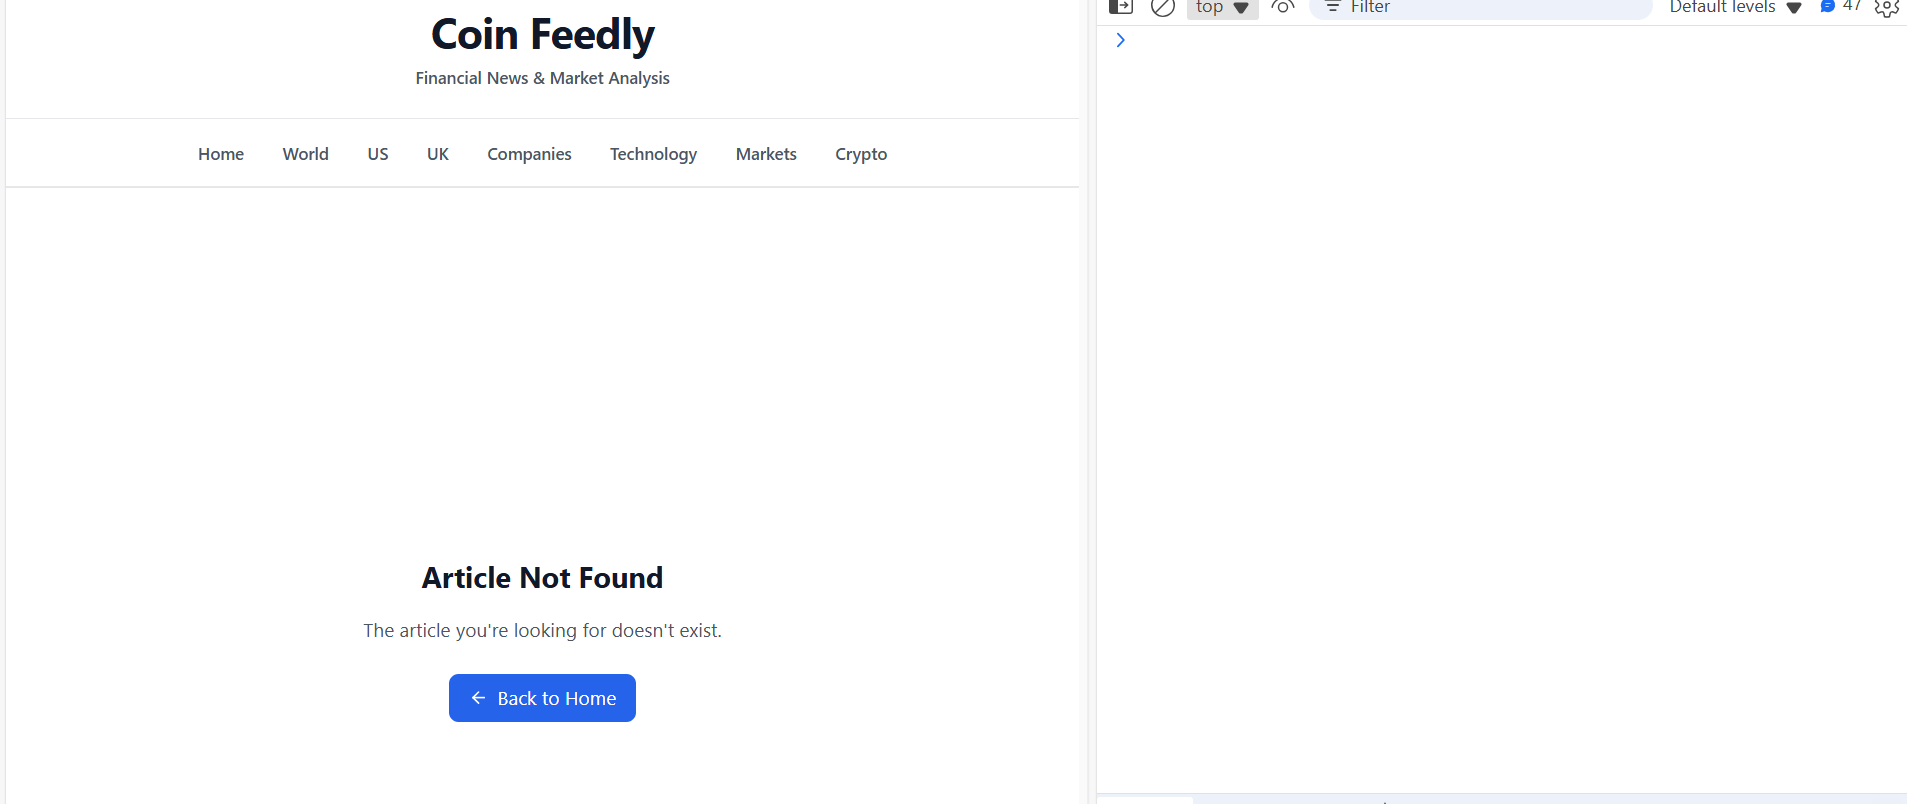 Coin Feedly
Financial News & Market Analysis
Home World US UK Companies Technology Markets Crypto
Article Not Found
The article you're looking for doesn't exist.
Back to Home
top Filter Default levels 47